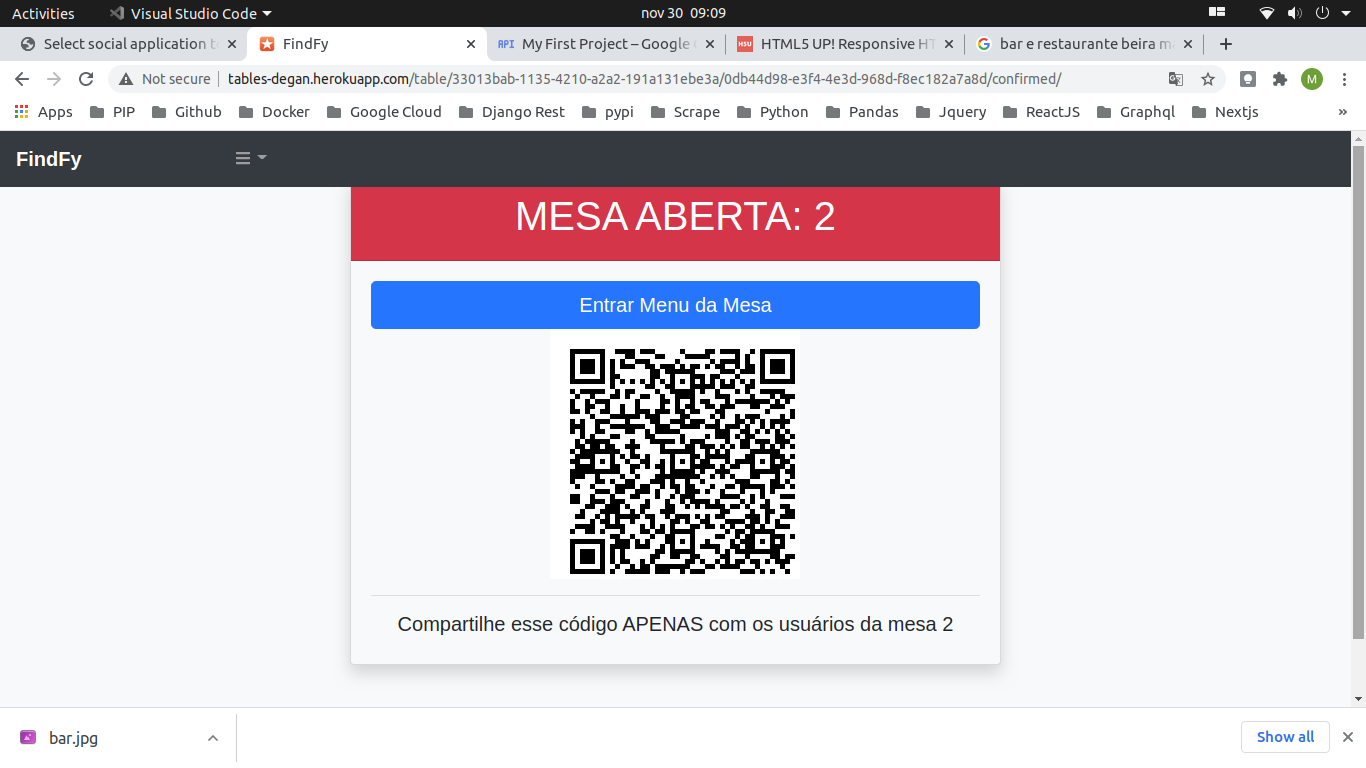 Activities
Visual Studio Code
nov 30 09:09
Select social application t
FindFy
API My First Project – Google C
HSU HTML5 UP! Responsive HT
bar e restaurante beira m
Not secure
tables-degan.herokuapp.com/table/33013bab-1135-4210-a2a2-191a131ebe3a/0db44d98-e3f4-4e3d-968d-f8ec182a7a8d/confirmed/
M
Apps
PIP
Github
Docker
Google Cloud
Django Rest
pypi
Scrape
Python
Pandas
Jquery
ReactJS
Graphql
Nextjs
»
FindFy
MESA ABERTA: 2
Entrar Menu da Mesa
Compartilhe esse código APENAS com os usuários da mesa 2
bar.jpg
Show all